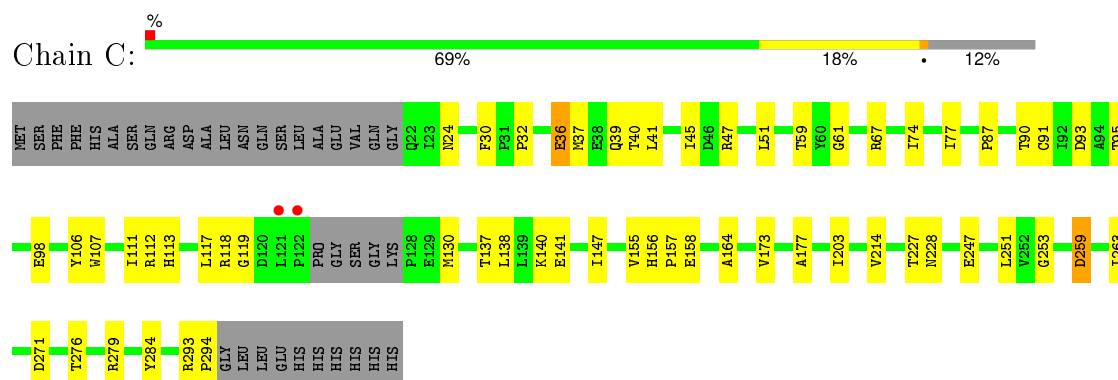 %
Chain C:
69% 18% • 12%
MET SER PHE PHE HIS ALA SER GLN ARG ASP ALA LEU ASN GLN SER LEU ALA GLU VAL GLN GLY Q22 I23 N24 F30 P31 P32 E36 M37 E38 Q39 T40 L41 I45 D46 R47 L51 T59 Y60 G61 R67 I74 I77 P87 T90 C91 I92 D93 A94
E98 Y106 W107 I111 R112 H113 L117 R118 G119 D120 L121 P122 PRO GLY SER GLY LYS P128 E129 M130 T137 L138 L139 K140 E141 I147 V155 H156 P157 E158 A164 V173 A177 I203 V214 T227 N228 E247 L251 V252 G253 D259 I263
D271 T276 R279 Y284 R293 P294 GLY LEU LEU GLU HIS HIS HIS HIS HIS HIS